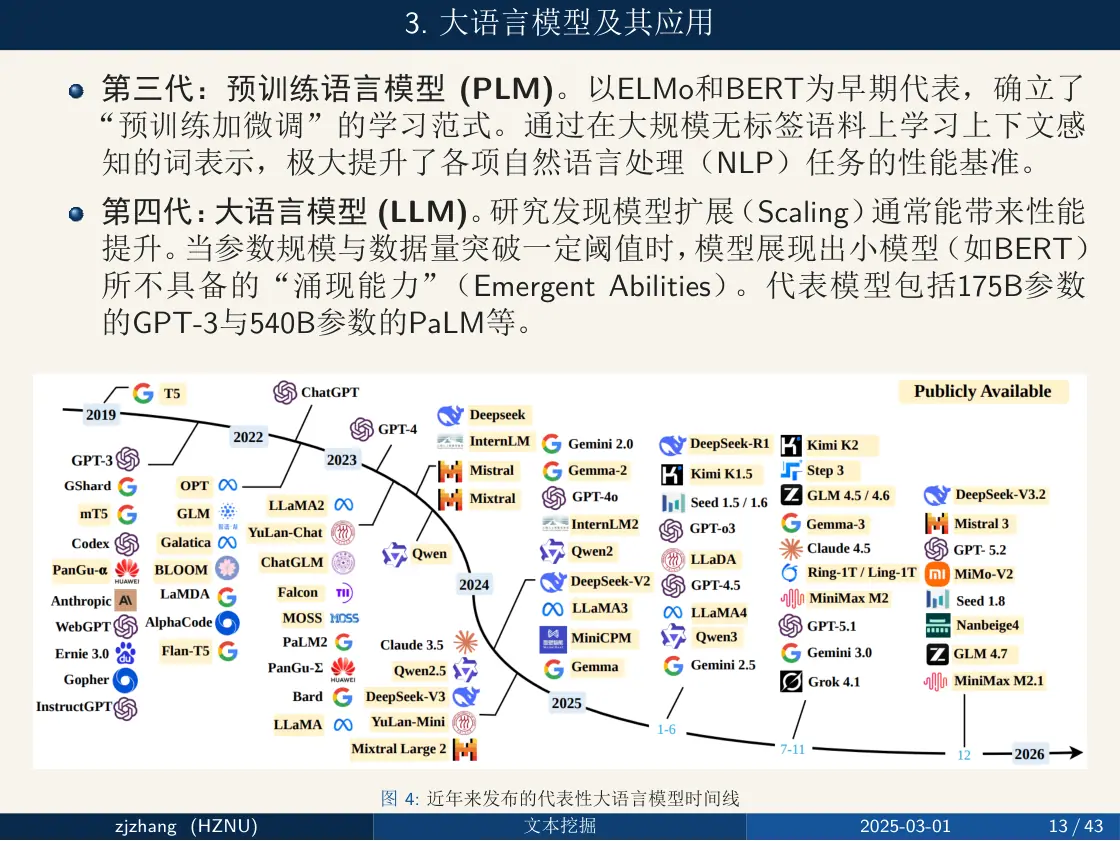 3. 大语言模型及其应用
第三代：预训练语言模型 (PLM)。以ELMo和BERT为早期代表，确立了
“预训练加微调”的学习范式。通过在大规模无标签语料上学习上下文感
知的词表示，极大提升了各项自然语言处理（NLP）任务的性能基准。
第四代：大语言模型 (LLM)。研究发现模型扩展（Scaling）通常能带来性能
提升。当参数规模与数据量突破一定阈值时，模型展现出小模型（如BERT）
所不具备的“涌现能力”（Emergent Abilities）。代表模型包括175B参数
的GPT-3与540B参数的PaLM等。
Publicly Available
2019
T5
GPT-3
GShard
mT5
Codex
PanGu-α
HUAWEI
Anthropic
WebGPT
Ernie 3.0
Gopher
InstructGPT
2022
ChatGPT
OPT
GLM
Galatica
BLOOM
LaMDA
AlphaCode
Flan-T5
2023
GPT-4
LLaMA2
YuLan-Chat
ChatGLM
Falcon
TII
MOSS
MOSS
PaLM2
PanGu-Σ
HUAWEI
Bard
LLaMA
Deepseek
InternLM
Mistral
Mixtral
Qwen
2024
Claude 3.5
Qwen2.5
DeepSeek-V3
YuLan-Mini
Mixtral Large 2
Gemini 2.0
Gemma-2
GPT-4o
InternLM2
Qwen2
DeepSeek-V2
LLaMA3
MiniCPM
Gemma
2025
DeepSeek-R1
Kimi K1.5
Seed 1.5 / 1.6
GPT-o3
LLaDA
GPT-4.5
LLaMA4
Qwen3
Gemini 2.5
1-6
Kimi K2
Step 3
GLM 4.5 / 4.6
Gemma-3
Claude 4.5
Ring-1T / Ling-1T
MiniMax M2
GPT-5.1
Gemini 3.0
Grok 4.1
7-11
DeepSeek-V3.2
Mistral 3
GPT- 5.2
MiMo-V2
Seed 1.8
Nanbeige4
GLM 4.7
MiniMax M2.1
12
2026
图 4: 近年来发布的代表性大语言模型时间线
zjzhang (HZNU)
文本挖掘
2025-03-01
13 / 43